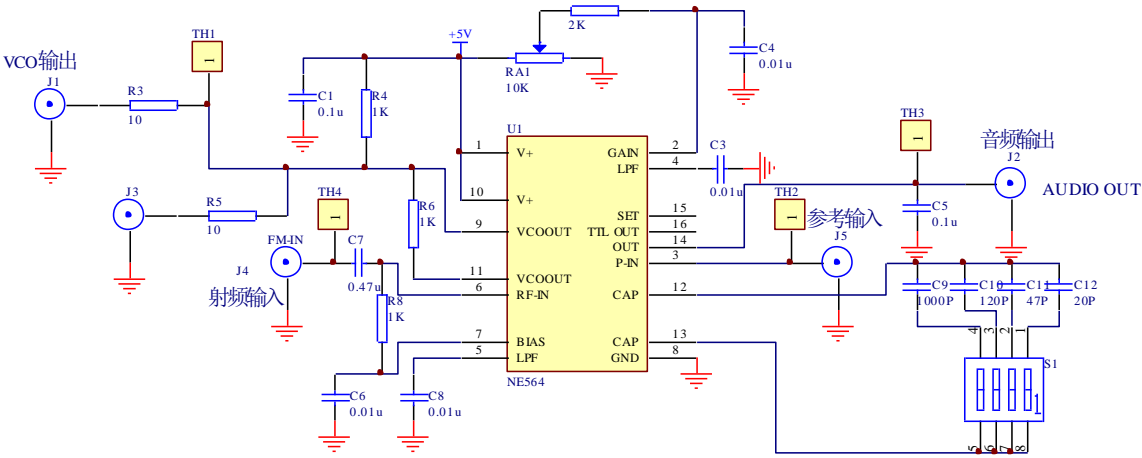 VCO输出
J1
R3
10
TH1
1
+5V
C1
0.1u
R4
1K
RA1
10K
2K
C4
0.01u
J3
R5
10
TH4
1
FM-IN
J4
射频输入
C7
0.47u
R6
1K
R8
1K
C6
0.01u
C8
0.01u
U1
1
V+
10
V+
9
VCOOUT
11
VCOOUT
6
RF-IN
7
BIAS
5
LPF
GAIN
2
LPF
4
SET
15
TTL OUT
16
OUT
14
P-IN
3
CAP
12
CAP
13
GND
8
NE564
C3
0.01u
TH2
1
参考输入
J5
TH3
1
音频输出
J2
AUDIO OUT
C5
0.1u
C9
1000P
C10
120P
C11
47P
C12
20P
4
3
2
1
S1
1
5
6
7
8